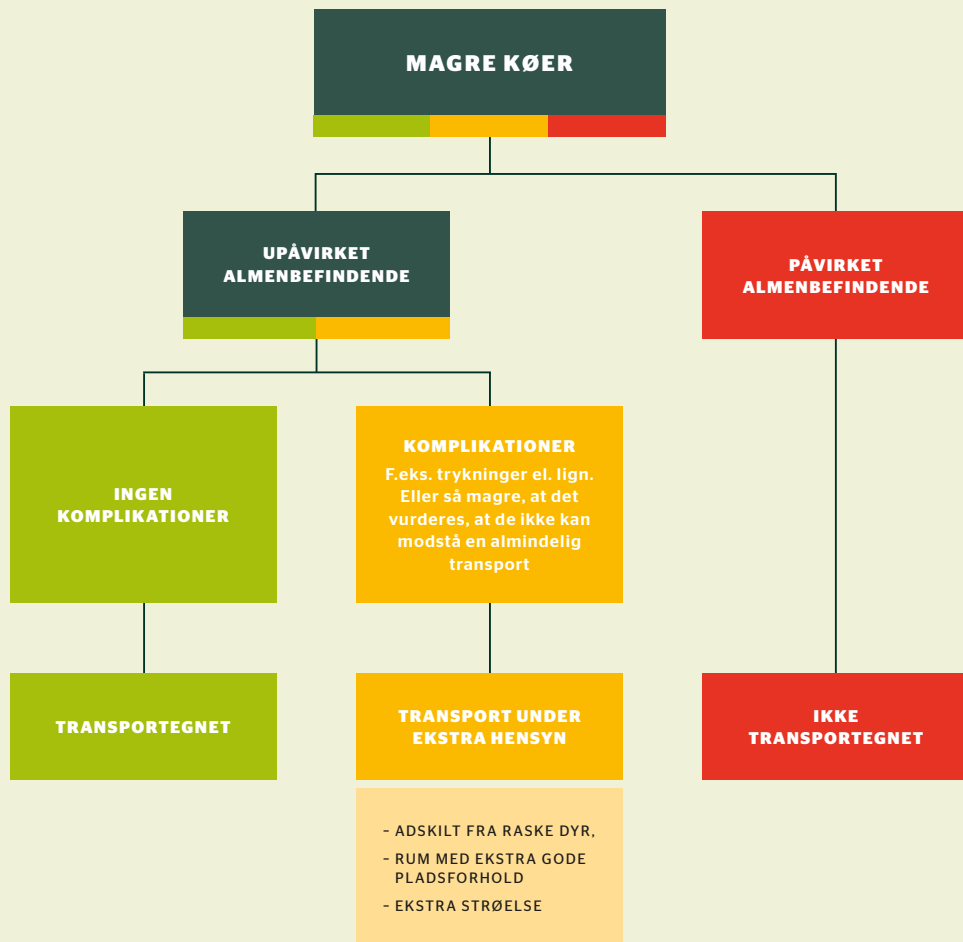 MAGRE KØER
UPÅVIRKET
ALMENBEFINDENDE
PÅVIRKET
ALMENBEFINDENDE
INGEN
KOMPLIKATIONER
KOMPLIKATIONER
F.eks. trykninger el. lign.
Eller så magre, at det
vurderes, at de ikke kan
modstå en almindelig
transport
TRANSPORTEGNET
TRANSPORT UNDER
EKSTRA HENSYN
IKKE
TRANSPORTEGNET
- ADSKILT FRA RASKE DYR,
- RUM MED EKSTRA GODE
PLADSFORHOLD
- EKSTRA STRØELSE